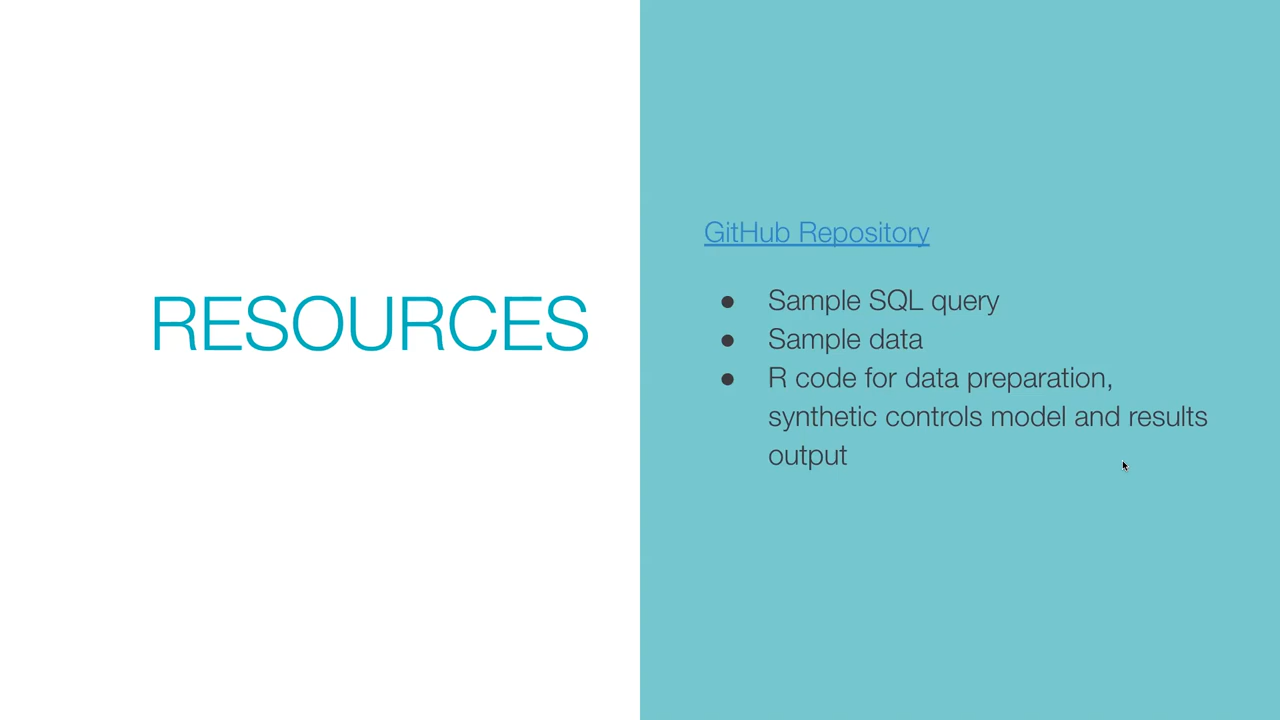 RESOURCES
GitHub Repository
● Sample SQL query
● Sample data
● R code for data preparation,
synthetic controls model and results
output